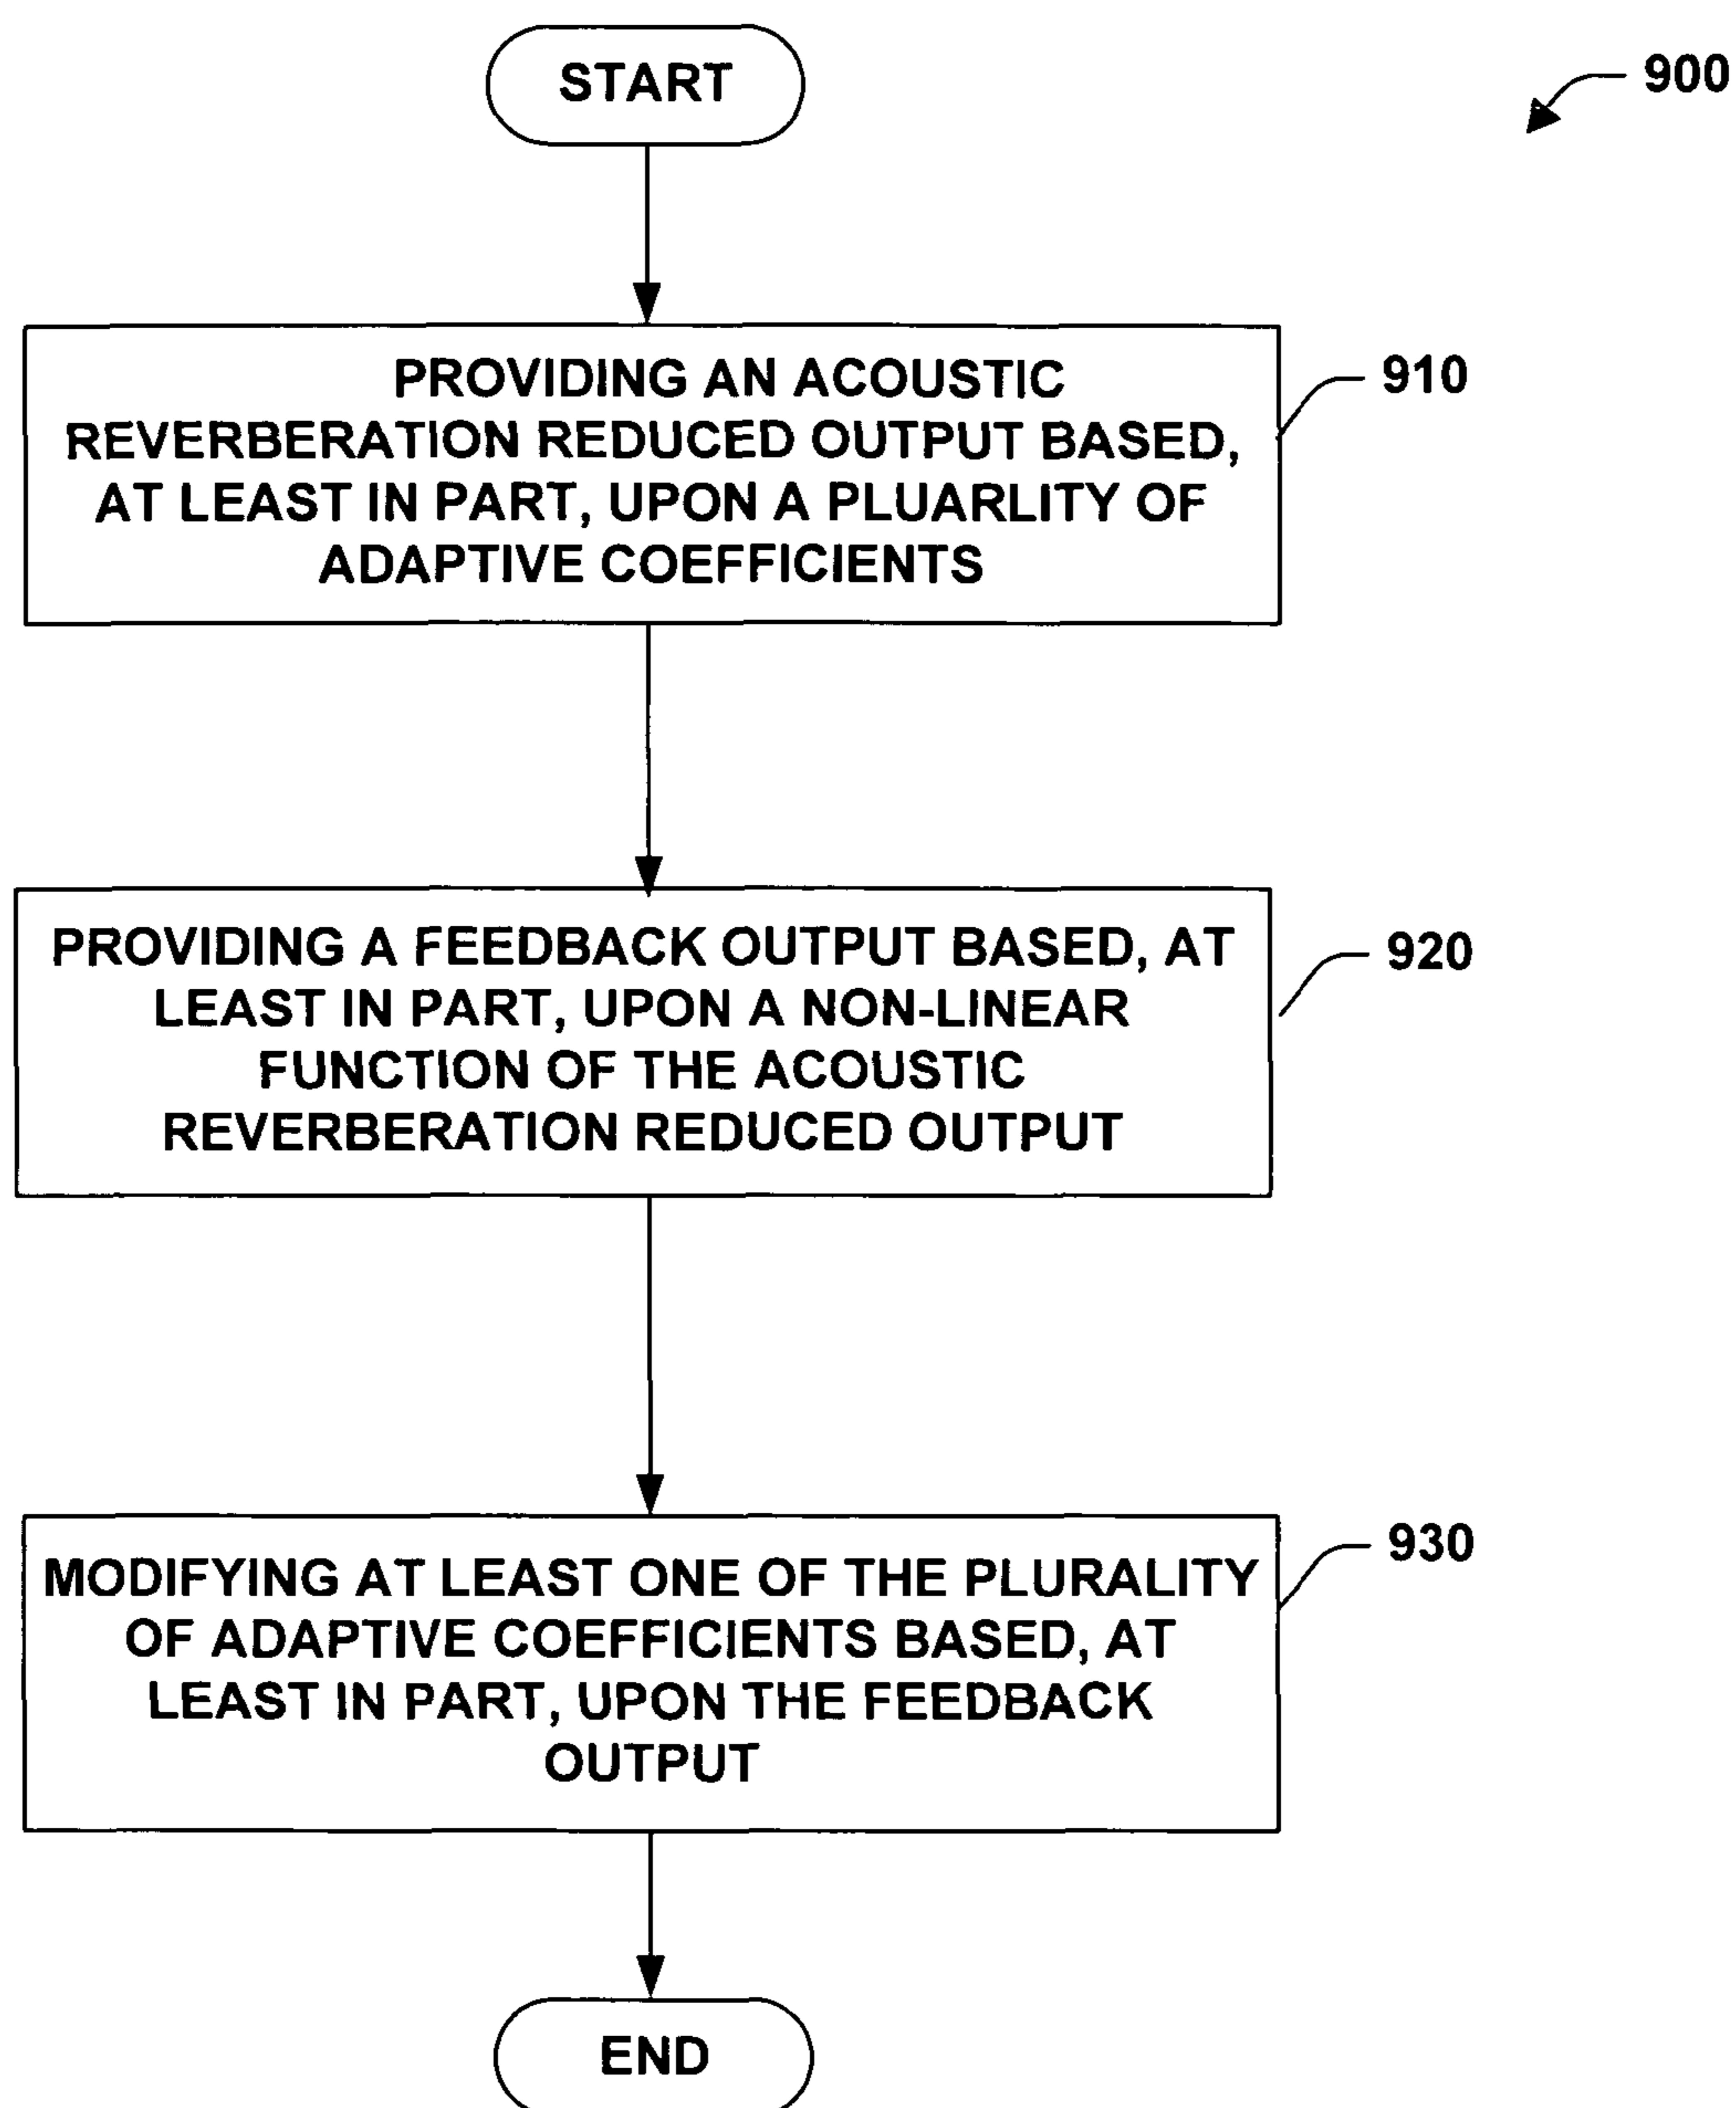 START
900
PROVIDING AN ACOUSTIC
REVERBERATION REDUCED OUTPUT BASED,
AT LEAST IN PART, UPON A PLUARLITY OF
ADAPTIVE COEFFICIENTS
910
PROVIDING A FEEDBACK OUTPUT BASED, AT
LEAST IN PART, UPON A NON-LINEAR
FUNCTION OF THE ACOUSTIC
REVERBERATION REDUCED OUTPUT
920
MODIFYING AT LEAST ONE OF THE PLURALITY
OF ADAPTIVE COEFFICIENTS BASED, AT
LEAST IN PART, UPON THE FEEDBACK
OUTPUT
930
END